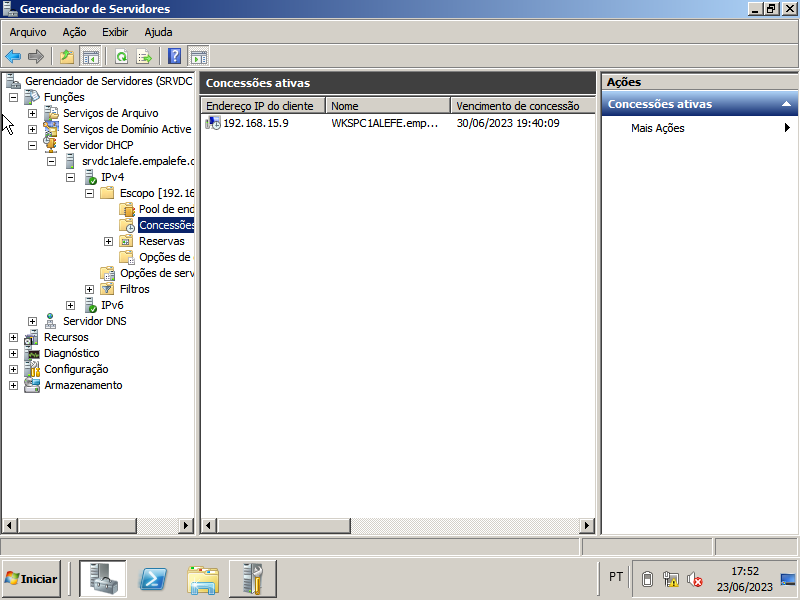 Gerenciador de Servidores
Arquivo Ação Exibir Ajuda
Gerenciador de Servidores (SRVDC
Funções
Serviços de Arquivo
Serviços de Domínio Active
Servidor DHCP
srvdc1alefe.empalefe.c
IPv4
Escopo [192.16
Pool de end
Concessões
Reservas
Opções de
Opções de serv
Filtros
IPv6
Servidor DNS
Recursos
Diagnóstico
Configuração
Armazenamento
Concessões ativas
Endereço IP do cliente Nome Vencimento de concessão
192.168.15.9 WKSPC1ALEFE.emp... 30/06/2023 19:40:09
Ações
Concessões ativas
Mais Ações
Iniciar
PT
17:52
23/06/2023